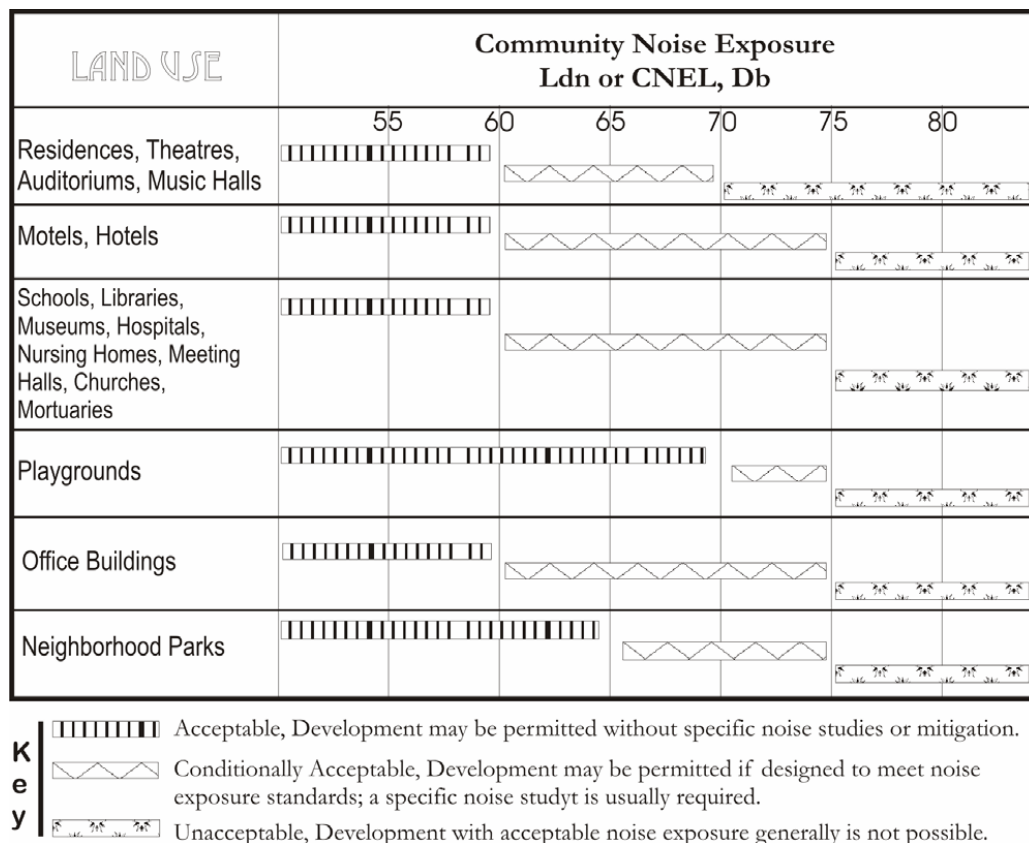 LAND USE
Community Noise Exposure
Ldn or CNEL, Db
55 60 65 70 75 80
Residences, Theatres,
Auditoriums, Music Halls
Motels, Hotels
Schools, Libraries,
Museums, Hospitals,
Nursing Homes, Meeting
Halls, Churches,
Mortuaries
Playgrounds
Office Buildings
Neighborhood Parks
Key
Acceptable, Development may be permitted without specific noise studies or mitigation.
Conditionally Acceptable, Development may be permitted if designed to meet noise
exposure standards; a specific noise studyt is usually required.
Unacceptable, Development with acceptable noise exposure generally is not possible.